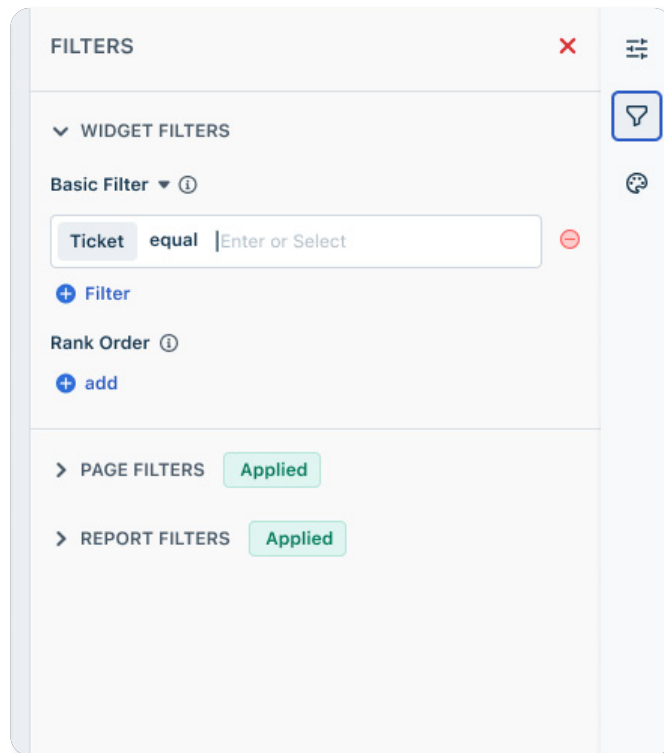 FILTERS
WIDGET FILTERS
Basic Filter
Ticket equal Enter or Select
Filter
Rank Order
add
PAGE FILTERS Applied
REPORT FILTERS Applied